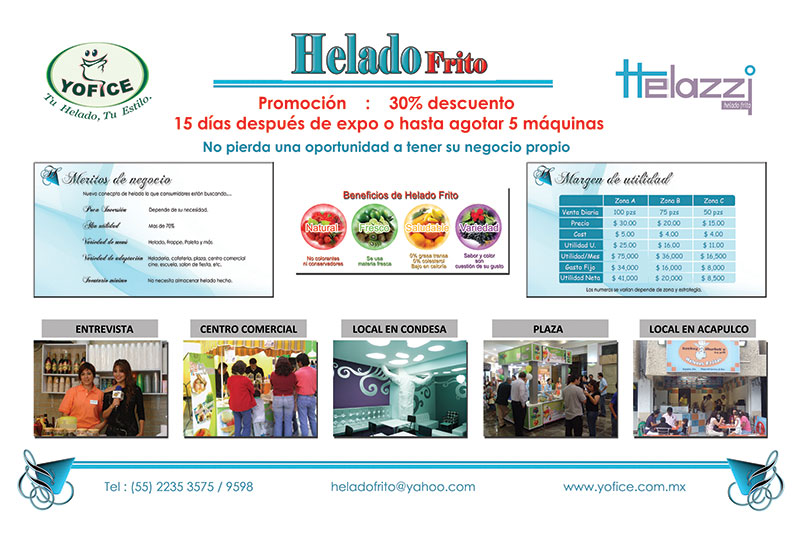 YOFICE
Tu Helado, Tu Estilo.
Helado Frito
Helazzi
helado frito
Promoción : 30% descuento
15 días después de expo o hasta agotar 5 máquinas
No pierda una oportunidad a tener su negocio propio
Meritos de negocio
Nuevo concepto de helado lo que consumidores están buscando....
Poca Inversión Depende de su necesidad.
Alta utilidad Mas de 70%
Variedad de menú Helado, Frappe, Paleta y más
Variedad de adaptación Heladería, cafetería, plaza, centro comercial
cine, escuela, salon de fiesta, etc.
Inventario mínimo No necesita almacenar helado hecho.
Beneficios de Helado Frito
Natural Fresco Saludable Variedad
No colorantes
ni conservadores
Se usa
materia fresca
0% grasa transs
0% colesterol
Bajo en calorie
Sabor y color
son
cuestión de su gusto
Margen de utilidad
Zona A Zona B Zona C
Venta Diaria 100 pzs 75 pzs 50 pzs
Precio $ 30.00 $ 20.00 $ 15.00
Cost $ 5.00 $ 4.00 $ 4.00
Utilidad U. $ 25.00 $ 16.00 $ 11.00
Utilidad/Mes $ 75,000 $ 36,000 $ 16,500
Gasto Fijo $ 34,000 $ 16,000 $ 8,000
Utilidad Neta $ 41,000 $ 20,000 $ 8,500
Los numeros se varían depende de zona y estrategia.
ENTREVISTA
CENTRO COMERCIAL
LOCAL EN CONDESA
PLAZA
LOCAL EN ACAPULCO
Tel : (55) 2235 3575 / 9598
heladofrito@yahoo.com
www.yofice.com.mx